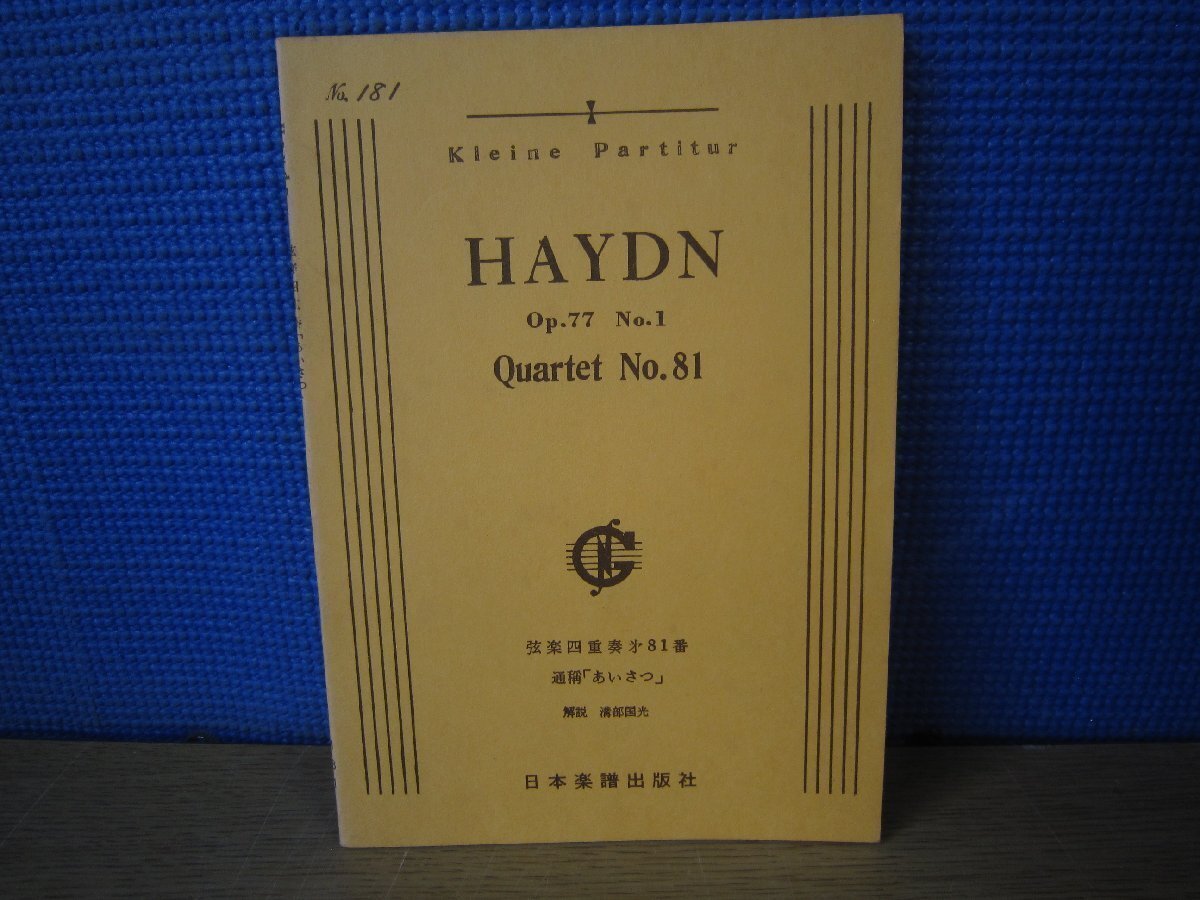 No. 181
Kleine Partitur
HAYDN
Op.77 No.1
Quartet No.81
弦楽四重奏㐧81番
通稱「あいさつ」
解説 溝部国光
日本楽譜出版社